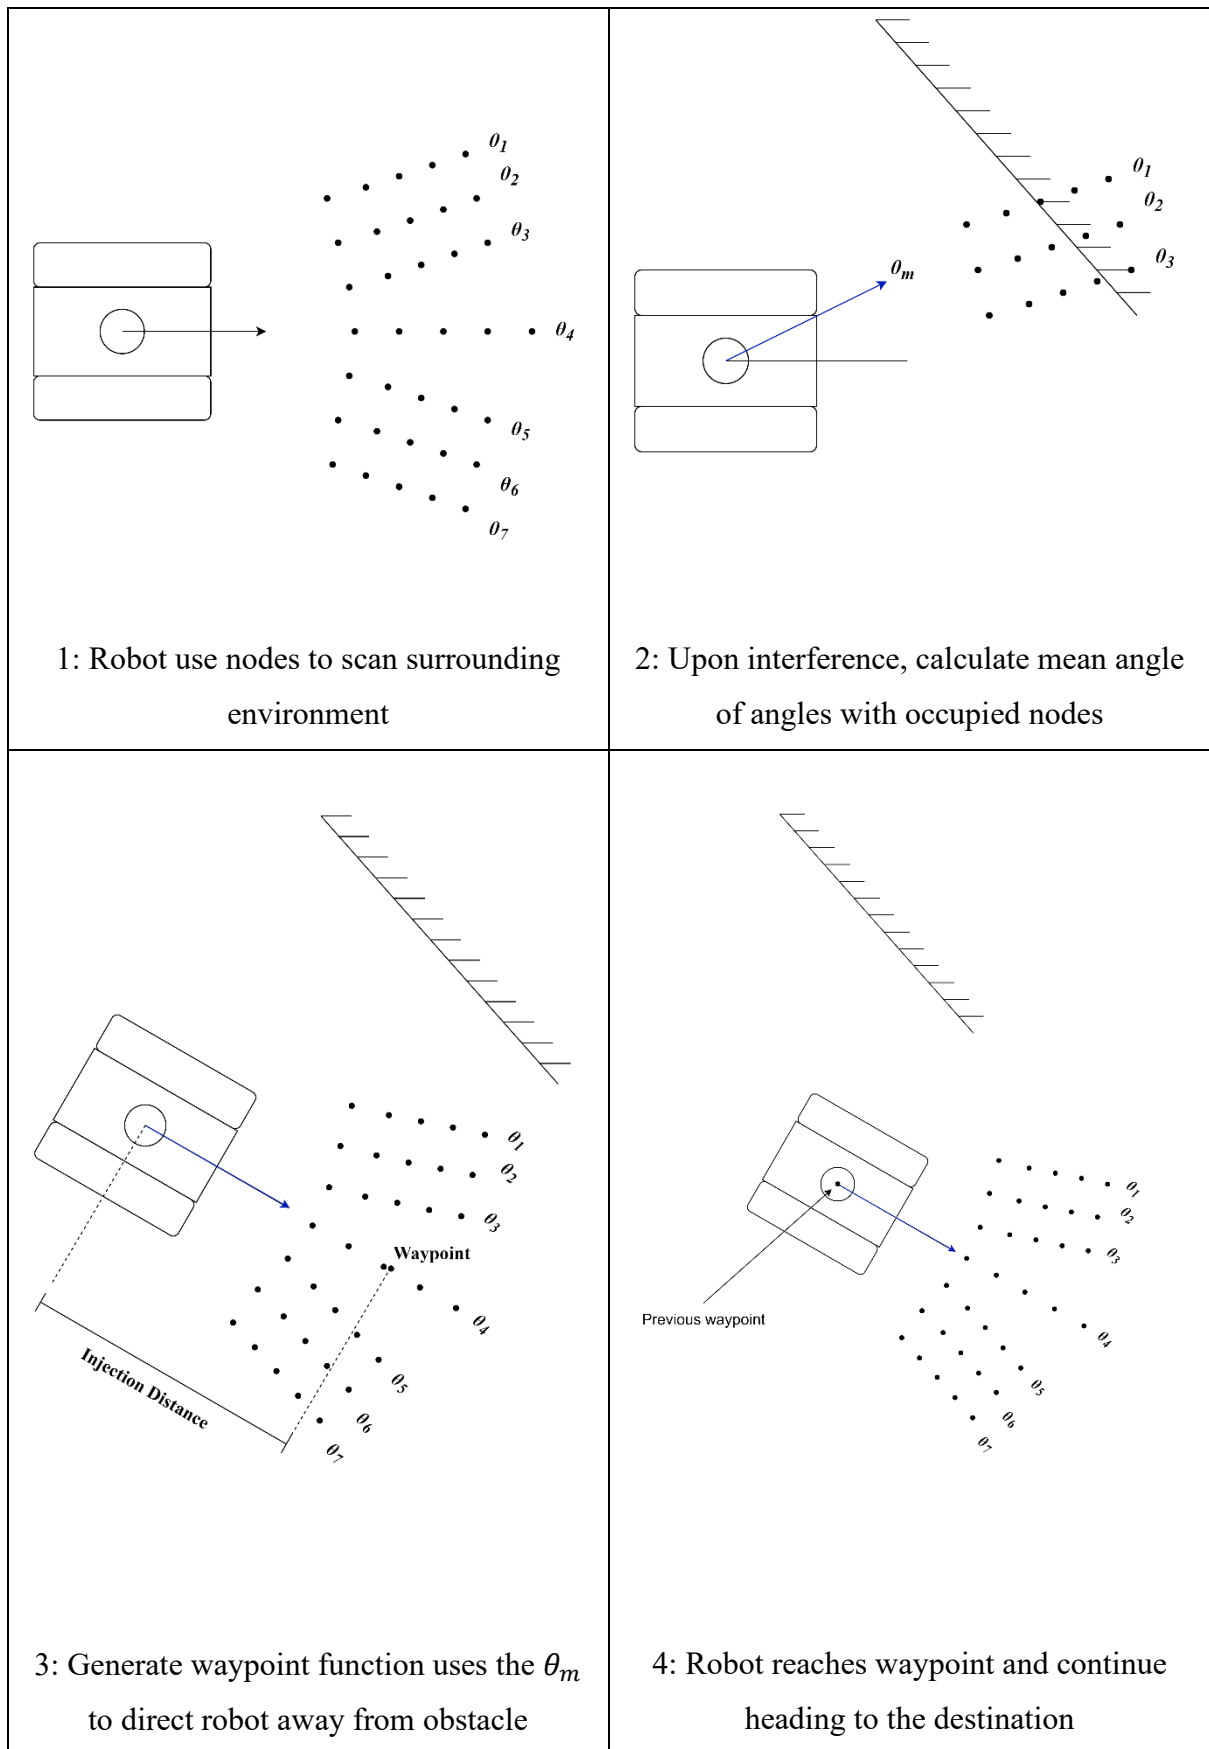 θ1
θ2
θ3
θ4
θ5
θ6
θ7
1: Robot use nodes to scan surrounding
environment
θ1
θ2
θ3
θm
2: Upon interference, calculate mean angle
of angles with occupied nodes
θ1
θ2
θ3
Waypoint
θ4
θ5
θ6
θ7
Injection Distance
3: Generate waypoint function uses the θm
to direct robot away from obstacle
θ1
θ2
θ3
Previous waypoint
θ4
θ5
θ6
θ7
4: Robot reaches waypoint and continue
heading to the destination